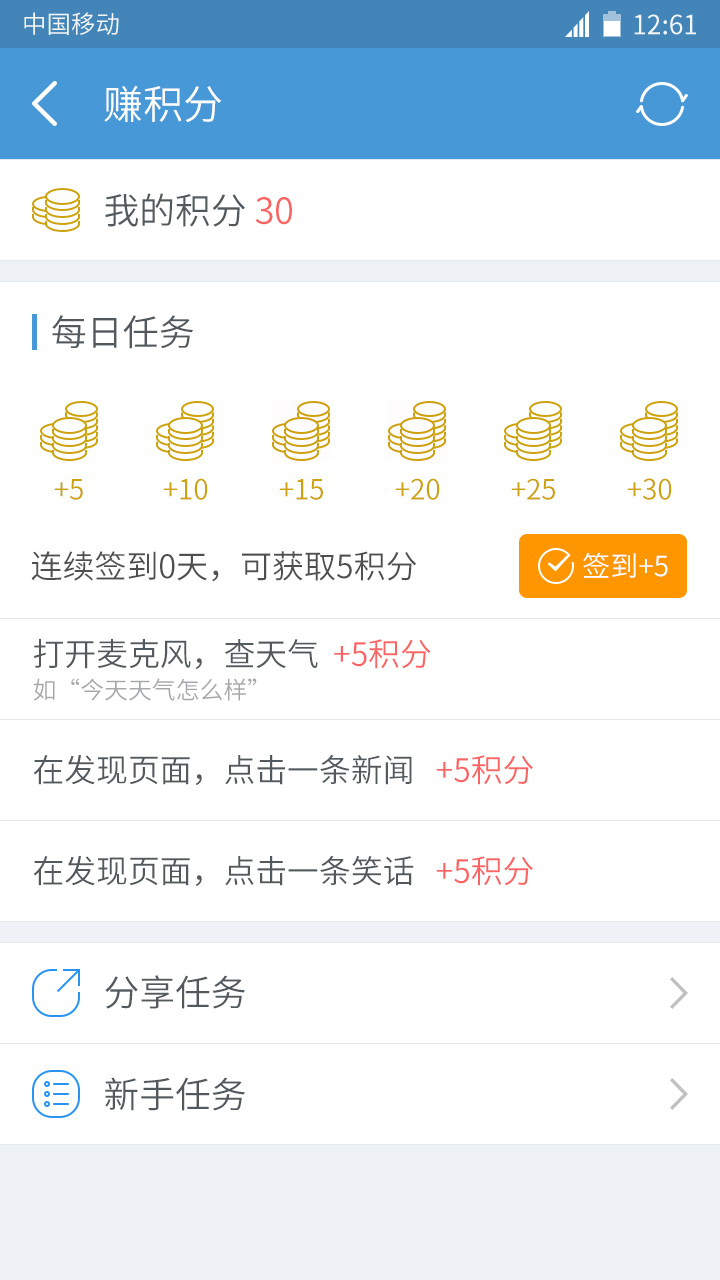 中国移动 12:61
赚积分
我的积分 30
每日任务
+5 +10 +15 +20 +25 +30
连续签到0天，可获取5积分 签到+5
打开麦克风，查天气 +5积分
如“今天天气怎么样”
在发现页面，点击一条新闻 +5积分
在发现页面，点击一条笑话 +5积分
分享任务
新手任务